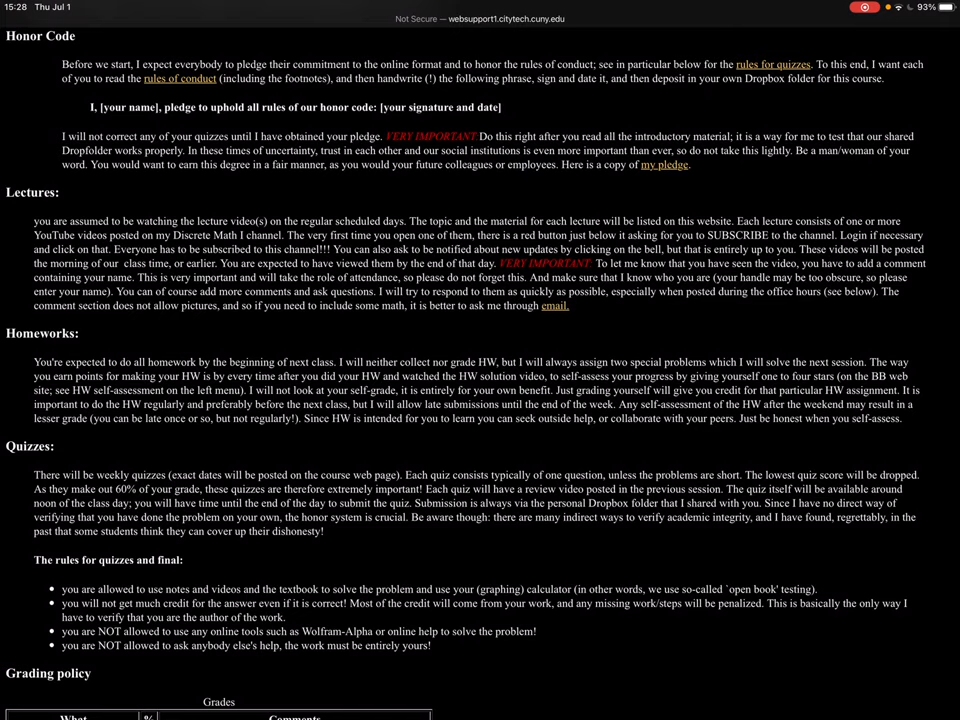 15:28 Thu Jul 1
93%
Not Secure — websupport1.citytech.cuny.edu
Honor Code
Before we start, I expect everybody to pledge their commitment to the online format and to honor the rules of conduct; see in particular below for the rules for quizzes. To this end, I want each
of you to read the rules of conduct (including the footnotes), and then handwrite (!) the following phrase, sign and date it, and then deposit in your own Dropbox folder for this course.
I, [your name], pledge to uphold all rules of our honor code: [your signature and date]
I will not correct any of your quizzes until I have obtained your pledge. VERY IMPORTANT Do this right after you read all the introductory material; it is a way for me to test that our shared
Dropfolder works properly. In these times of uncertainty, trust in each other and our social institutions is even more important than ever, so do not take this lightly. Be a man/woman of your
word. You would want to earn this degree in a fair manner, as you would your future colleagues or employees. Here is a copy of my pledge.
Lectures:
you are assumed to be watching the lecture video(s) on the regular scheduled days. The topic and the material for each lecture will be listed on this website. Each lecture consists of one or more
YouTube videos posted on my Discrete Math I channel. The very first time you open one of them, there is a red button just below it asking for you to SUBSCRIBE to the channel. Login if necessary
and click on that. Everyone has to be subscribed to this channel!!! You can also ask to be notified about new updates by clicking on the bell, but that is entirely up to you. These videos will be posted
the morning of our class time, or earlier. You are expected to have viewed them by the end of that day. VERY IMPORTANT To let me know that you have seen the video, you have to add a comment
containing your name. This is very important and will take the role of attendance, so please do not forget this. And make sure that I know who you are (your handle may be too obscure, so please
enter your name). You can of course add more comments and ask questions. I will try to respond to them as quickly as possible, especially when posted during the office hours (see below). The
comment section does not allow pictures, and so if you need to include some math, it is better to ask me through email.
Homeworks:
You're expected to do all homework by the beginning of next class. I will neither collect nor grade HW, but I will always assign two special problems which I will solve the next session. The way
you earn points for making your HW is by every time after you did your HW and watched the HW solution video, to self-assess your progress by giving yourself one to four stars (on the BB web
site; see HW self-assessment on the left menu). I will not look at your self-grade, it is entirely for your own benefit. Just grading yourself will give you credit for that particular HW assignment. It is
important to do the HW regularly and preferably before the next class, but I will allow late submissions until the end of the week. Any self-assessment of the HW after the weekend may result in a
lesser grade (you can be late once or so, but not regularly!). Since HW is intended for you to learn you can seek outside help, or collaborate with your peers. Just be honest when you self-assess.
Quizzes:
There will be weekly quizzes (exact dates will be posted on the course web page). Each quiz consists typically of one question, unless the problems are short. The lowest quiz score will be dropped.
As they make out 60% of your grade, these quizzes are therefore extremely important! Each quiz will have a review video posted in the previous session. The quiz itself will be available around
noon of the class day; you will have time until the end of the day to submit the quiz. Submission is always via the personal Dropbox folder that I shared with you. Since I have no direct way of
verifying that you have done the problem on your own, the honor system is crucial. Be aware though: there are many indirect ways to verify academic integrity, and I have found, regrettably, in the
past that some students think they can cover up their dishonesty!
The rules for quizzes and final:
you are allowed to use notes and videos and the textbook to solve the problem and use your (graphing) calculator (in other words, we use so-called `open book' testing).
you will not get much credit for the answer even if it is correct! Most of the credit will come from your work, and any missing work/steps will be penalized. This is basically the only way I
have to verify that you are the author of the work.
you are NOT allowed to use any online tools such as Wolfram-Alpha or online help to solve the problem!
you are NOT allowed to ask anybody else's help, the work must be entirely yours!
Grading policy
Grades
What % Comments